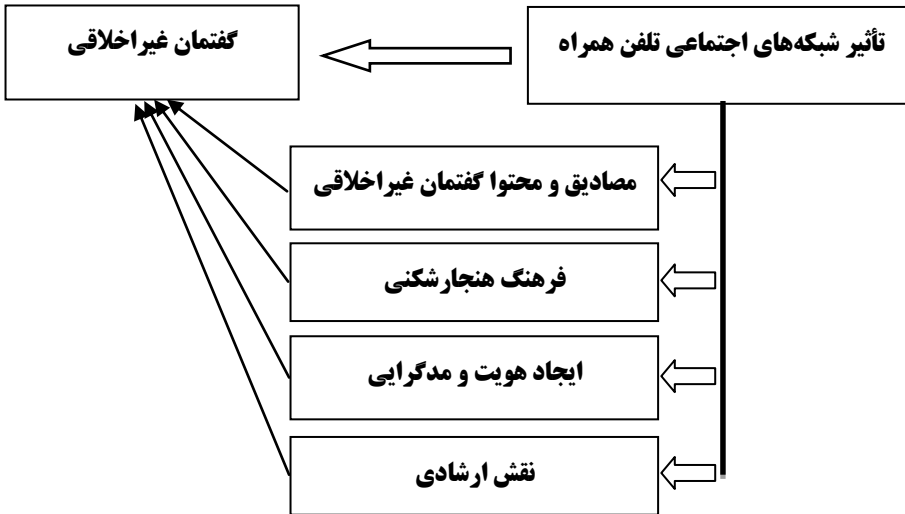 تأثیر شبکه‌های اجتماعی تلفن همراه
گفتمان غیراخلاقی
مصادیق و محتوا گفتمان غیراخلاقی
فرهنگ هنجارشکنی
ایجاد هویت و مدگرایی
نقش ارشادی